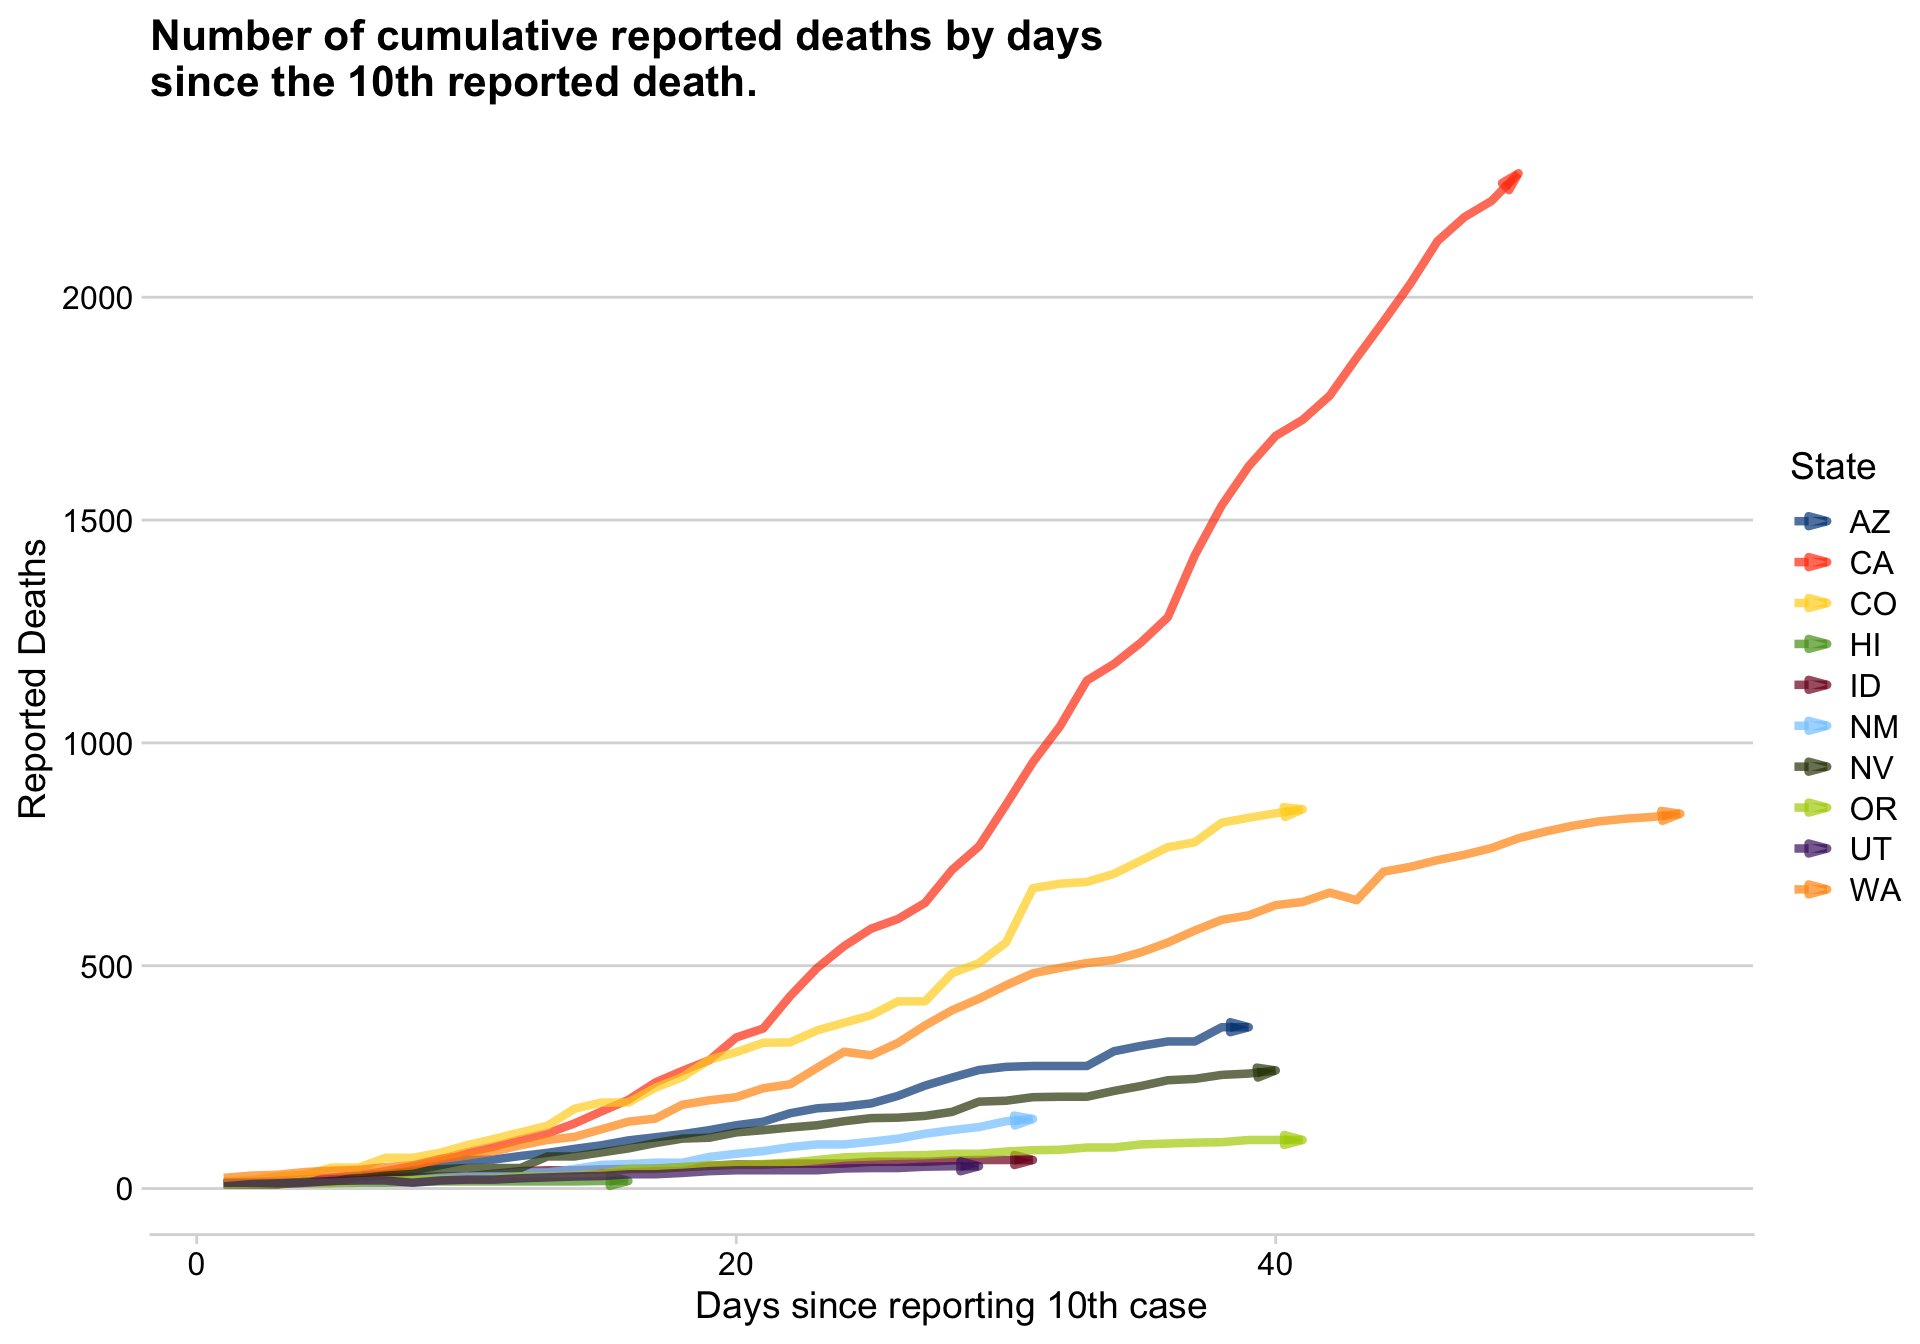 Number of cumulative reported deaths by days
since the 10th reported death.
Reported Deaths
2000
1500
1000
500
0
0 20 40
Days since reporting 10th case
State
AZ
CA
CO
HI
ID
NM
NV
OR
UT
WA